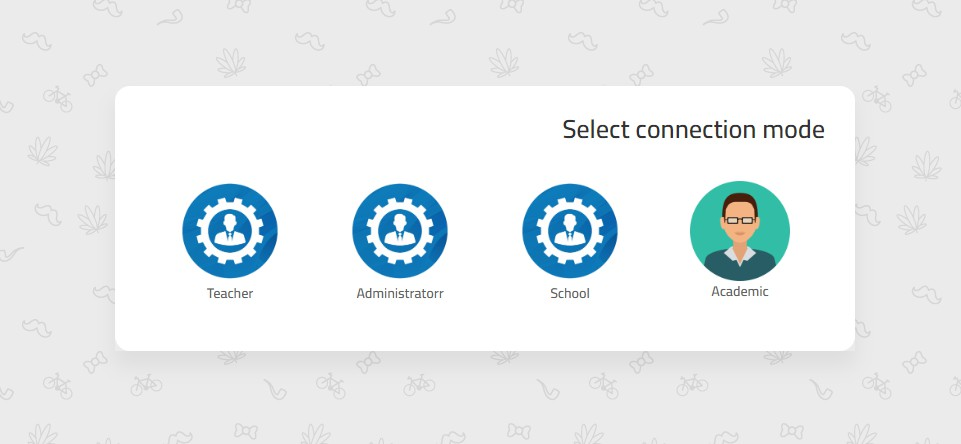 Select connection mode
Teacher
Administratorr
School
Academic